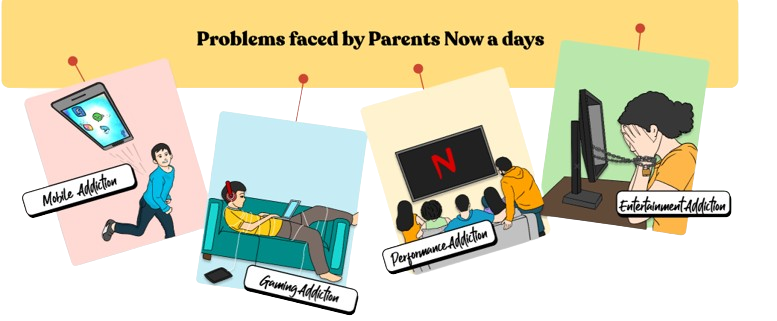 Problems faced by Parents Now a days
Mobile Addiction
Gaming Addiction
N
Performance Addiction
Entertainment Addiction